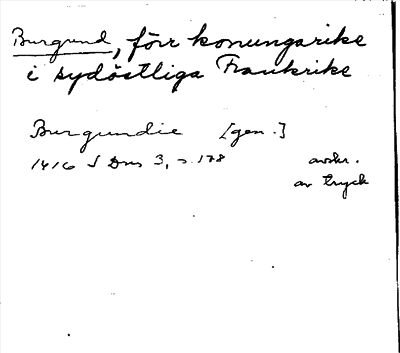 Burgund, förr konungarike
i sydöstliga Frankrike
Burgundie [gen.]
1416 SDns 3, s. 178 avskr.
av tryck